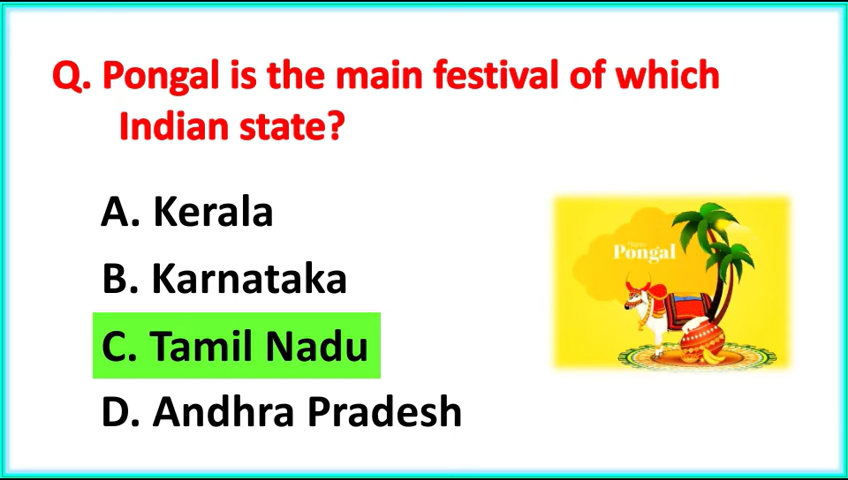 Q. Pongal is the main festival of which
Indian state?
A. Kerala
B. Karnataka
C. Tamil Nadu
D. Andhra Pradesh
Pongal